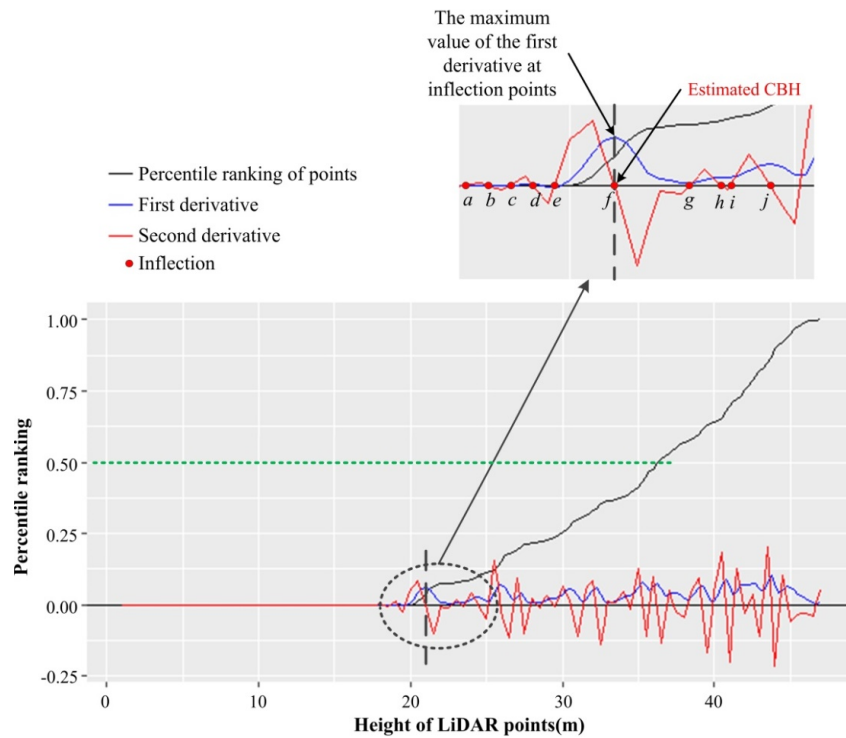 The maximum
value of the first
derivative at
inflection points
Estimated CBH
a b c d e f g h i j
Percentile ranking of points
First derivative
Second derivative
Inflection
1.00
0.75
0.50
0.25
0.00
-0.25
Percentile ranking
0 10 20 30 40
Height of LiDAR points(m)